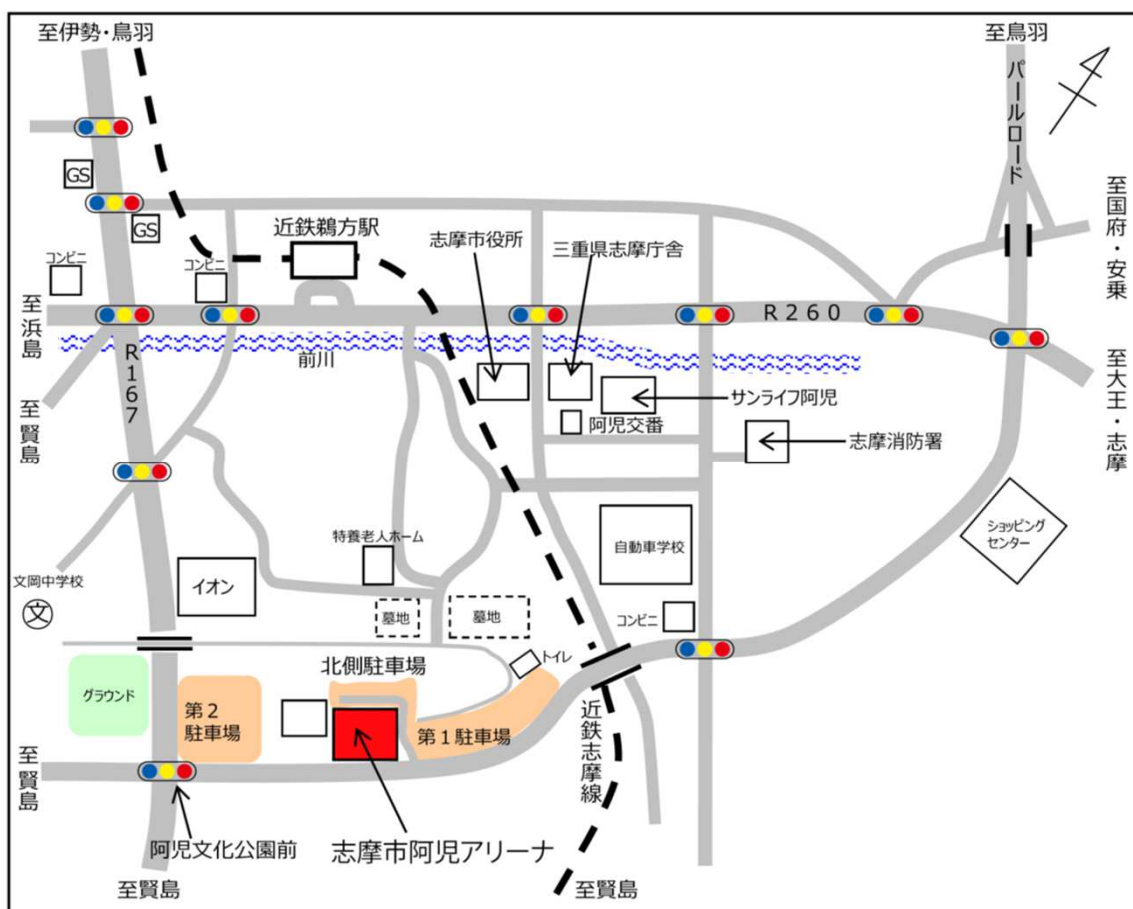 至伊勢・鳥羽
至鳥羽
パールロード
GS
GS
至国府・安乗
近鉄鵜方駅
志摩市役所
三重県志摩庁舎
コンビニ
コンビニ
至浜島
R167
R260
前川
至賢島
至大王・志摩
サンライフ阿児
阿児交番
志摩消防署
ショッピング
センター
自動車学校
特養老人ホーム
文岡中学校
文
イオン
墓地
墓地
コンビニ
トイレ
北側駐車場
グラウンド
第2
駐車場
第1駐車場
近鉄志摩線
至賢島
阿児文化公園前
志摩市阿児アリーナ
至賢島
至賢島